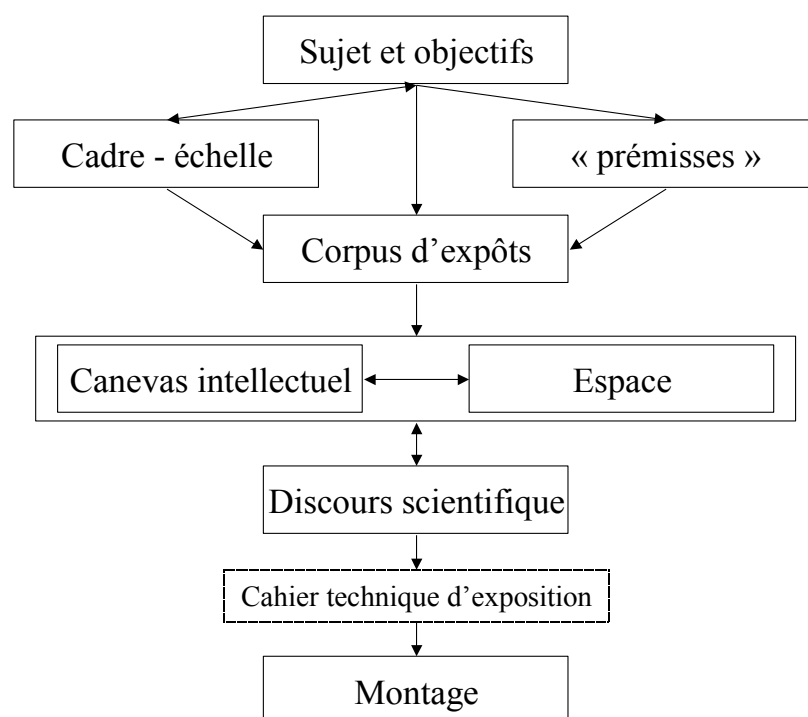 Sujet et objectifs
Cadre - échelle
« prémisses »
Corpus d’expôts
Canevas intellectuel
Espace
Discours scientifique
Cahier technique d’exposition
Montage